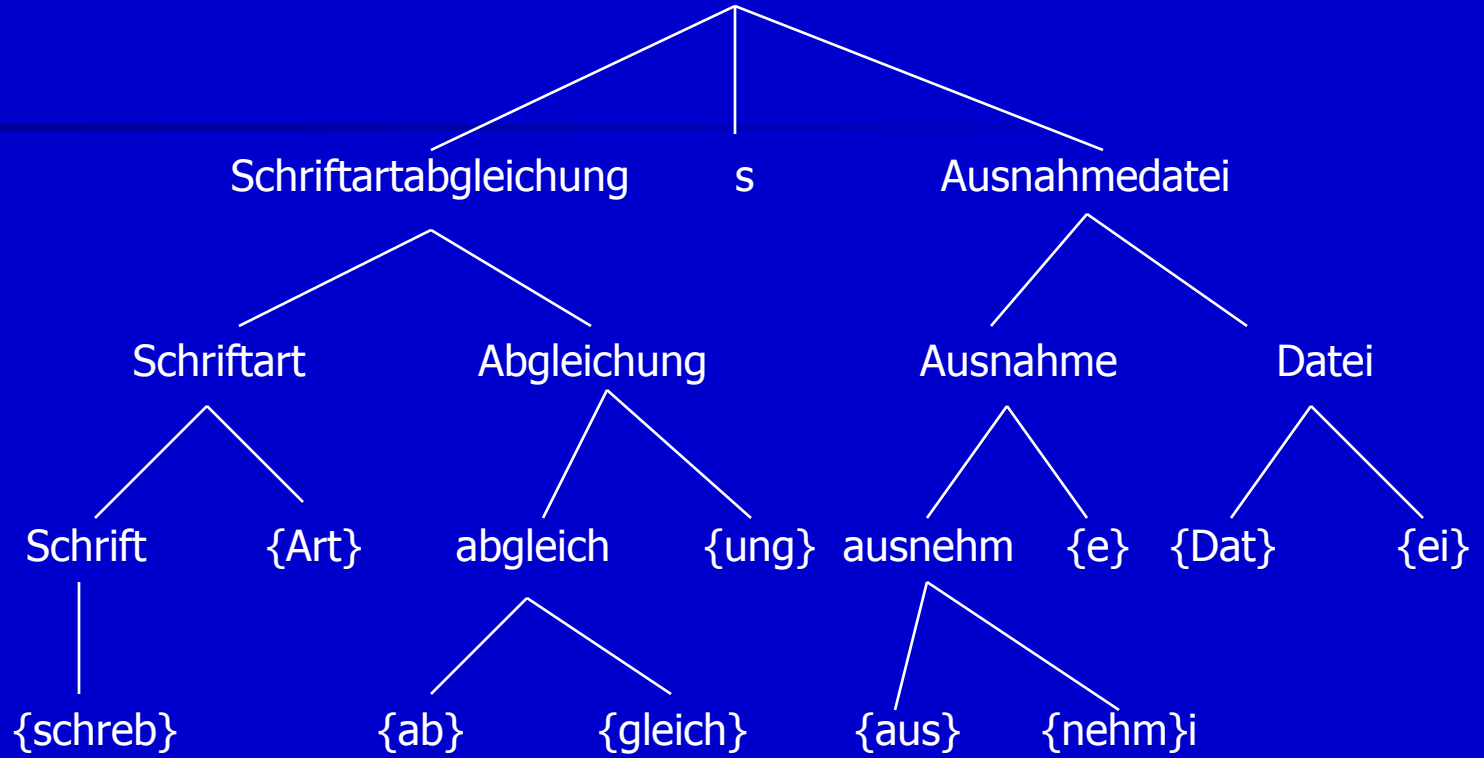 Schriftartabgleichung s Ausnahmedatei
Schriftart Abgleichung Ausnahme Datei
Schrift {Art} abgleich {ung} ausnehm {e} {Dat} {ei}
{schreb} {ab} {gleich} {aus} {nehm}i